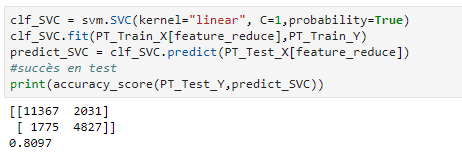 clf_SVC = svm.SVC(kernel="linear", C=1,probability=True)
clf_SVC.fit(PT_Train_X[feature_reduce],PT_Train_Y)
predict_SVC = clf_SVC.predict(PT_Test_X[feature_reduce])
#succès en test
print(accuracy_score(PT_Test_Y,predict_SVC))
[[11367 2031]
[ 1775 4827]]
0.8097